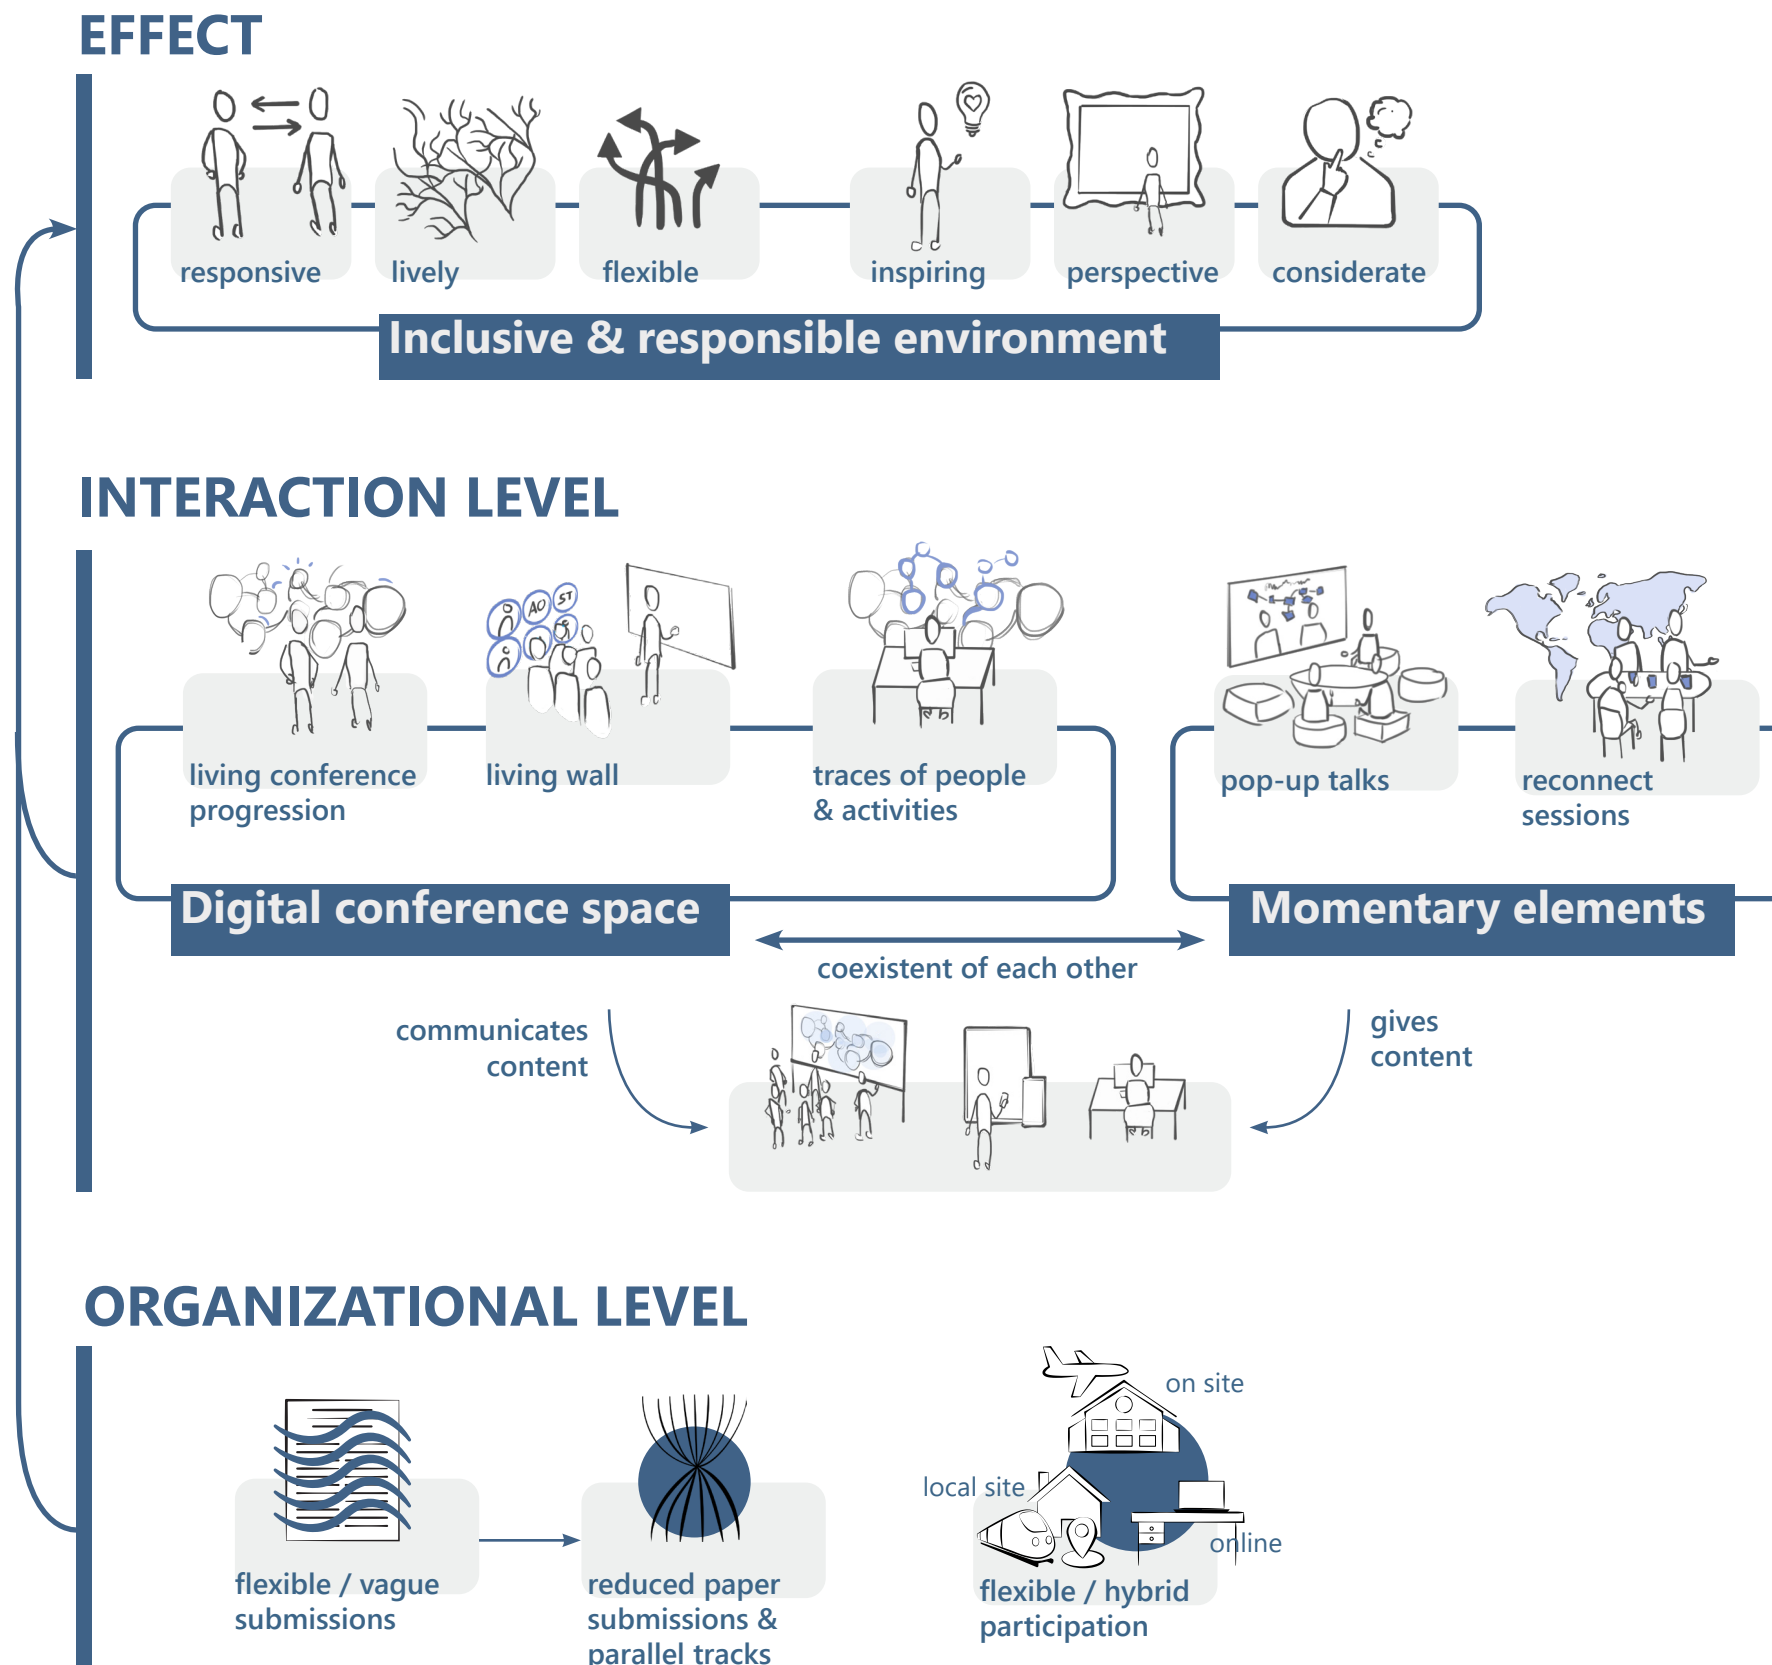 EFFECT
responsive
lively
flexible
inspiring
perspective
considerate
Inclusive & responsible environment
INTERACTION LEVEL
AO
ST
living conference
progression
living wall
traces of people
& activities
pop-up talks
reconnect
sessions
Digital conference space
Momentary elements
coexistent of each other
communicates
content
gives
content
ORGANIZATIONAL LEVEL
on site
local site
online
flexible / vague
submissions
reduced paper
submissions &
parallel tracks
flexible / hybrid
participation